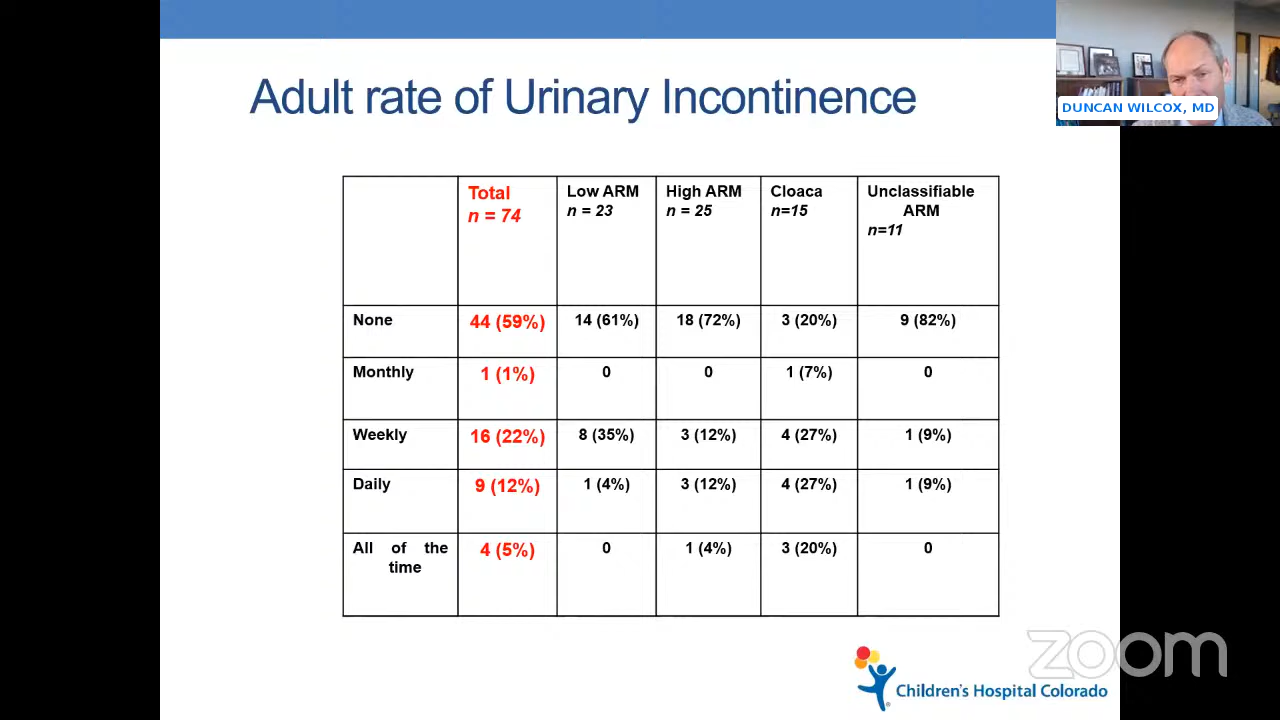 Adult rate of Urinary Incontinence
DUNCAN WILCOX, MD
Total
n = 74
Low ARM
n = 23
High ARM
n = 25
Cloaca
n=15
Unclassifiable
ARM
n=11
None 44 (59%) 14 (61%) 18 (72%) 3 (20%) 9 (82%)
Monthly 1 (1%) 0 0 1 (7%) 0
Weekly 16 (22%) 8 (35%) 3 (12%) 4 (27%) 1 (9%)
Daily 9 (12%) 1 (4%) 3 (12%) 4 (27%) 1 (9%)
All of the
time
4 (5%) 0 1 (4%) 3 (20%) 0
zoom
Children's Hospital Colorado